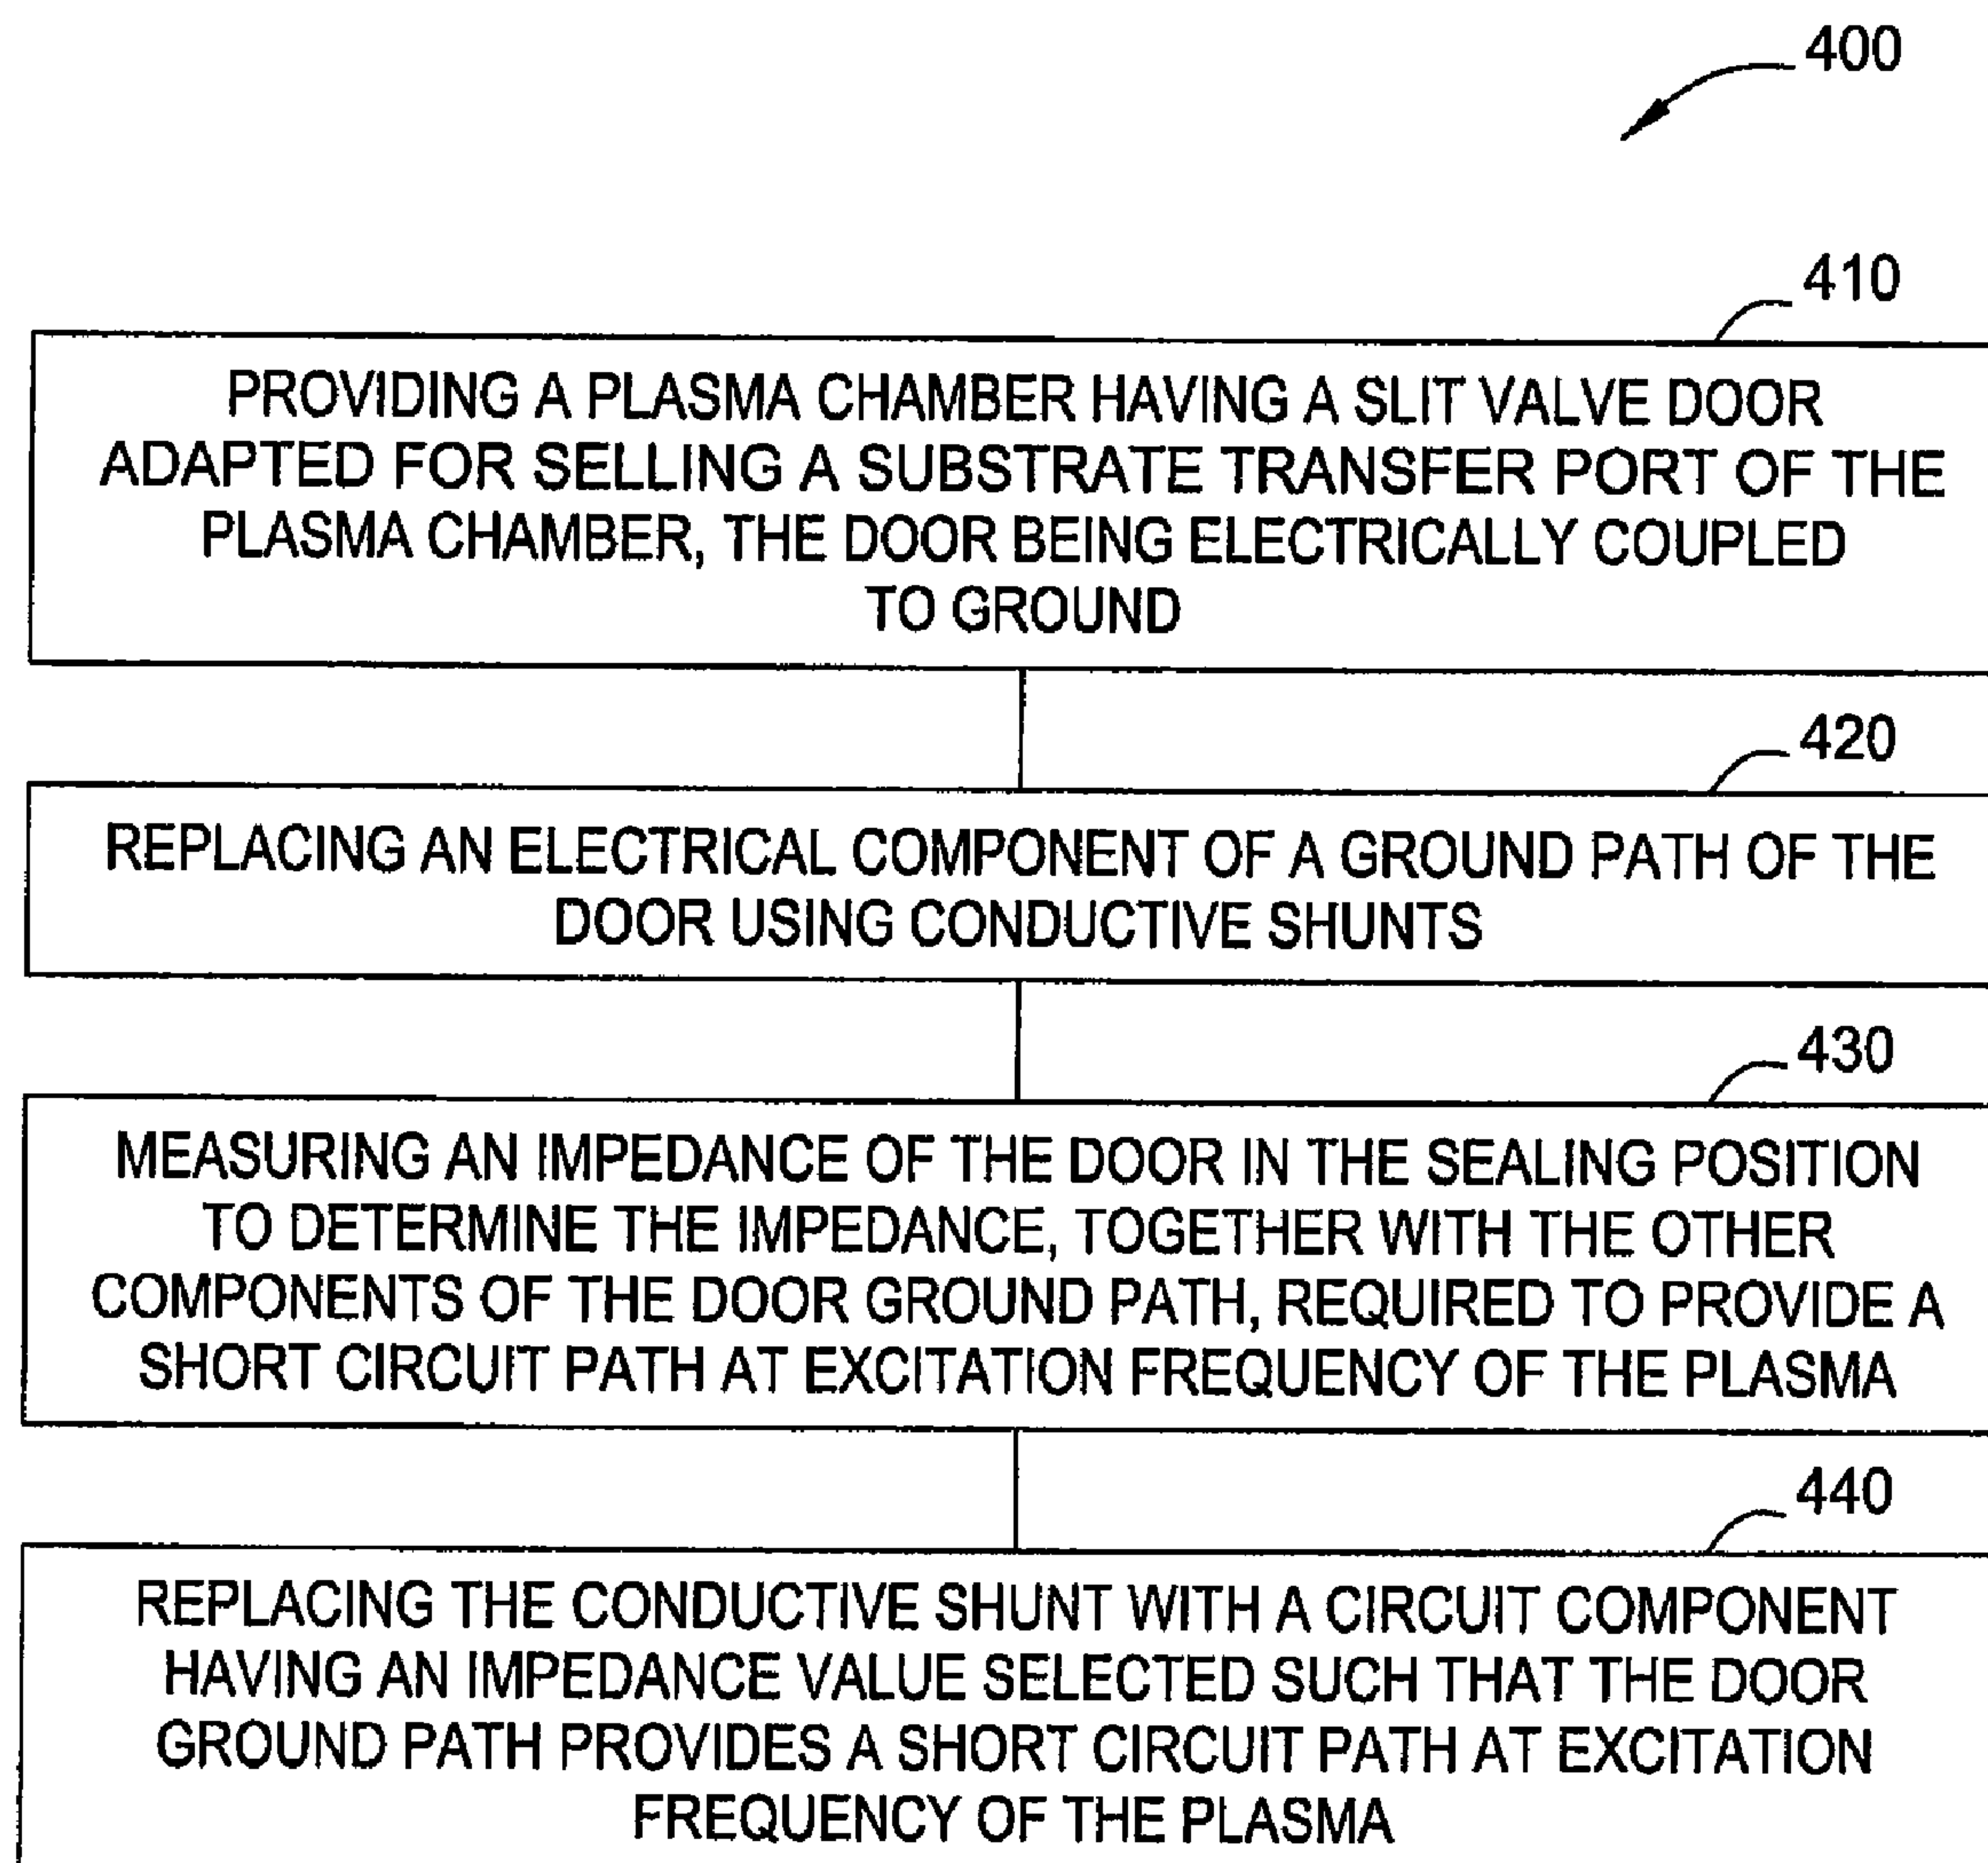 400
410
PROVIDING A PLASMA CHAMBER HAVING A SLIT VALVE DOOR
ADAPTED FOR SELLING A SUBSTRATE TRANSFER PORT OF THE
PLASMA CHAMBER, THE DOOR BEING ELECTRICALLY COUPLED
TO GROUND
420
REPLACING AN ELECTRICAL COMPONENT OF A GROUND PATH OF THE
DOOR USING CONDUCTIVE SHUNTS
430
MEASURING AN IMPEDANCE OF THE DOOR IN THE SEALING POSITION
TO DETERMINE THE IMPEDANCE, TOGETHER WITH THE OTHER
COMPONENTS OF THE DOOR GROUND PATH, REQUIRED TO PROVIDE A
SHORT CIRCUIT PATH AT EXCITATION FREQUENCY OF THE PLASMA
440
REPLACING THE CONDUCTIVE SHUNT WITH A CIRCUIT COMPONENT
HAVING AN IMPEDANCE VALUE SELECTED SUCH THAT THE DOOR
GROUND PATH PROVIDES A SHORT CIRCUIT PATH AT EXCITATION
FREQUENCY OF THE PLASMA